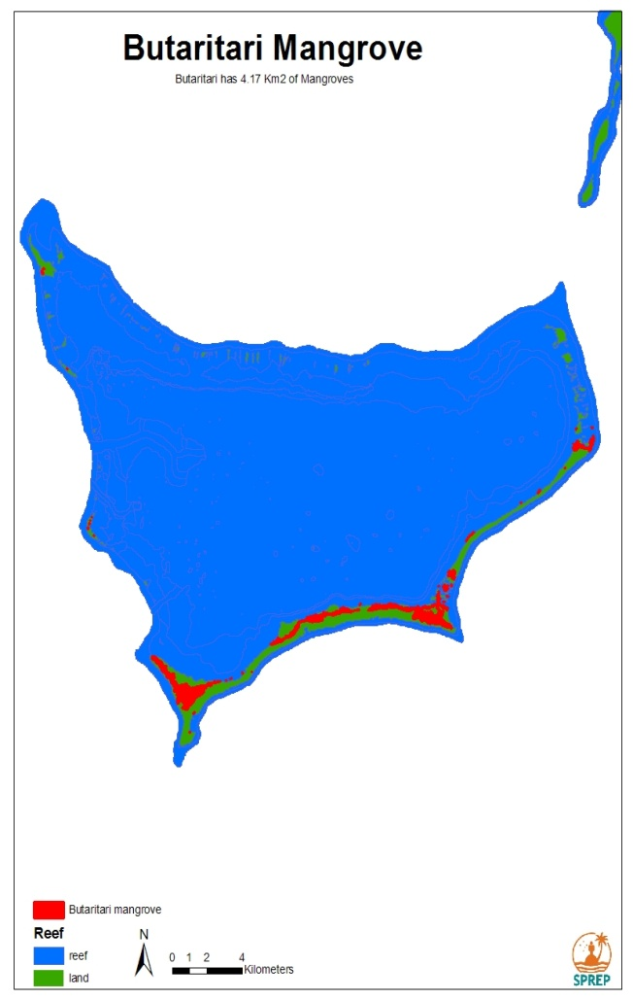 Butaritari Mangrove
Butaritari has 4.17 Km2 of Mangroves
Butaritari mangrove
Reef
reef
land
N
0 1 2 4
Kilometers
SPREP